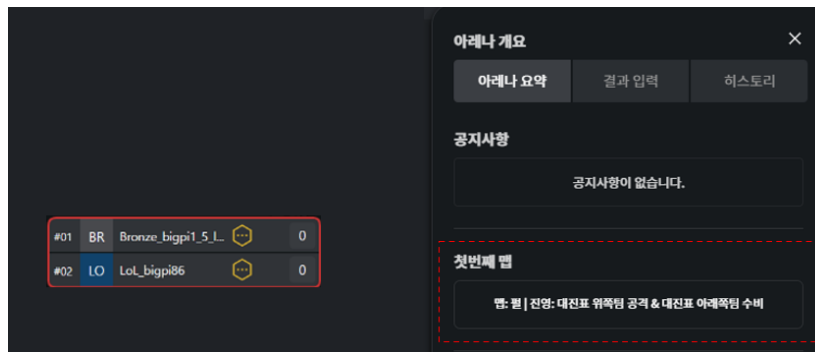 아레나 개요
아레나 요약 결과 입력 히스토리
공지사항
공지사항이 없습니다.
#01 BR Bronze_bigpi1_5_l... 0
#02 LO LoL_bigpi86 0
첫번째 맵
맵: 펄 | 진영: 대진표 위쪽팀 공격 & 대진표 아래쪽팀 수비